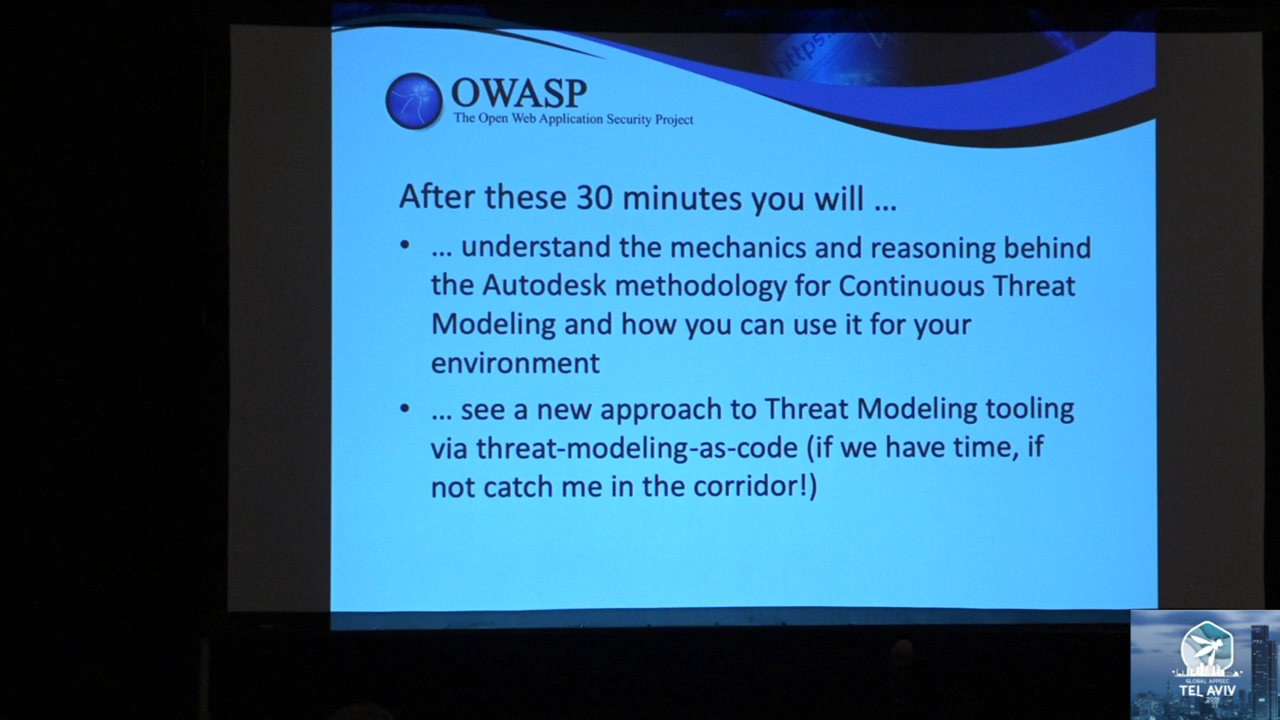 https:
OWASP
The Open Web Application Security Project
After these 30 minutes you will ...
• ... understand the mechanics and reasoning behind
the Autodesk methodology for Continuous Threat
Modeling and how you can use it for your
environment
• ... see a new approach to Threat Modeling tooling
via threat-modeling-as-code (if we have time, if
not catch me in the corridor!)
GLOBAL APPSEC
TEL AVIV